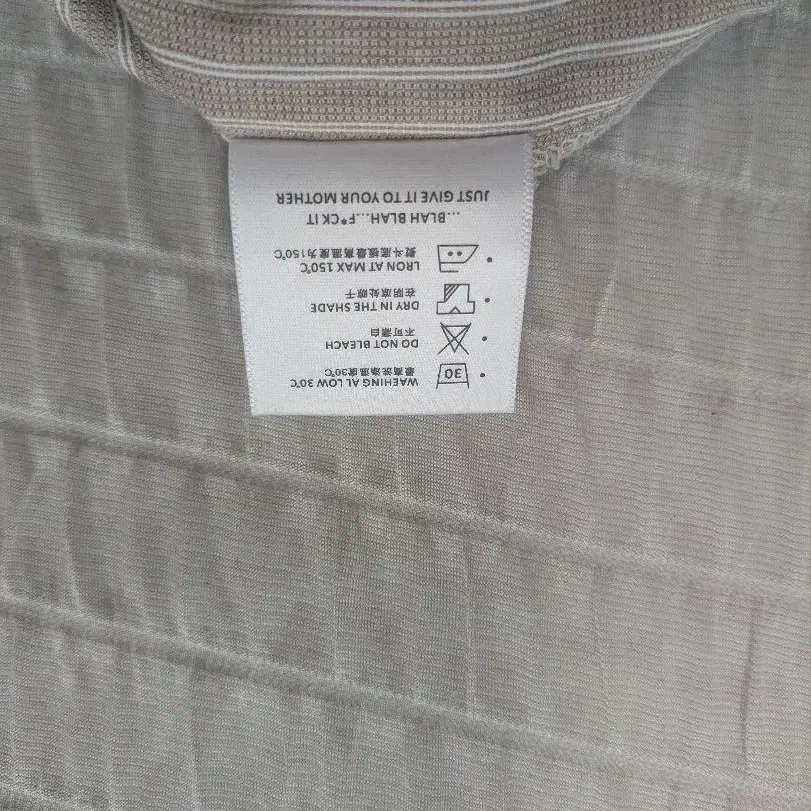 30 WAEHING AL LOW 30℃
最高洗涤温度30℃
DO NOT BLEACH
不可漂白
DRY IN THE SHADE
在阴凉处晾干
LRON AT MAX 150℃
熨斗底板最高温度为150℃
...BLAH BLAH...F*CK IT
JUST GIVE IT TO YOUR MOTHER